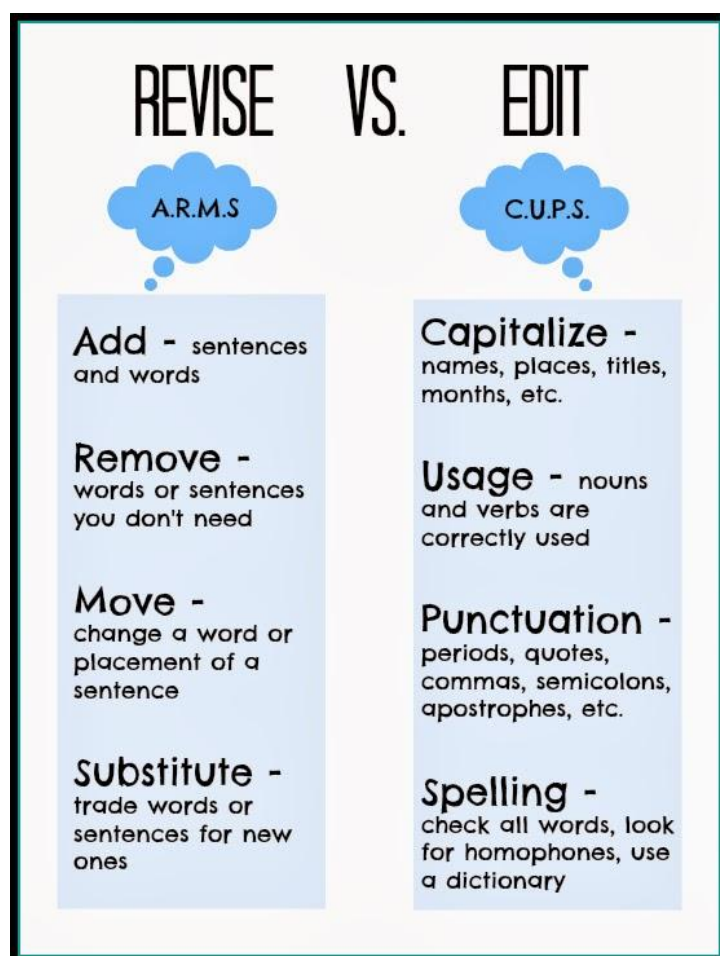 REVISE VS. EDIT
A.R.M.S
Add - sentences
and words
Remove -
words or sentences
you don't need
Move -
change a word or
placement of a
sentence
Substitute -
trade words or
sentences for new
ones
C.U.P.S.
Capitalize -
names, places, titles,
months, etc.
Usage - nouns
and verbs are
correctly used
Punctuation -
periods, quotes,
commas, semicolons,
apostrophes, etc.
Spelling -
check all words, look
for homophones, use
a dictionary